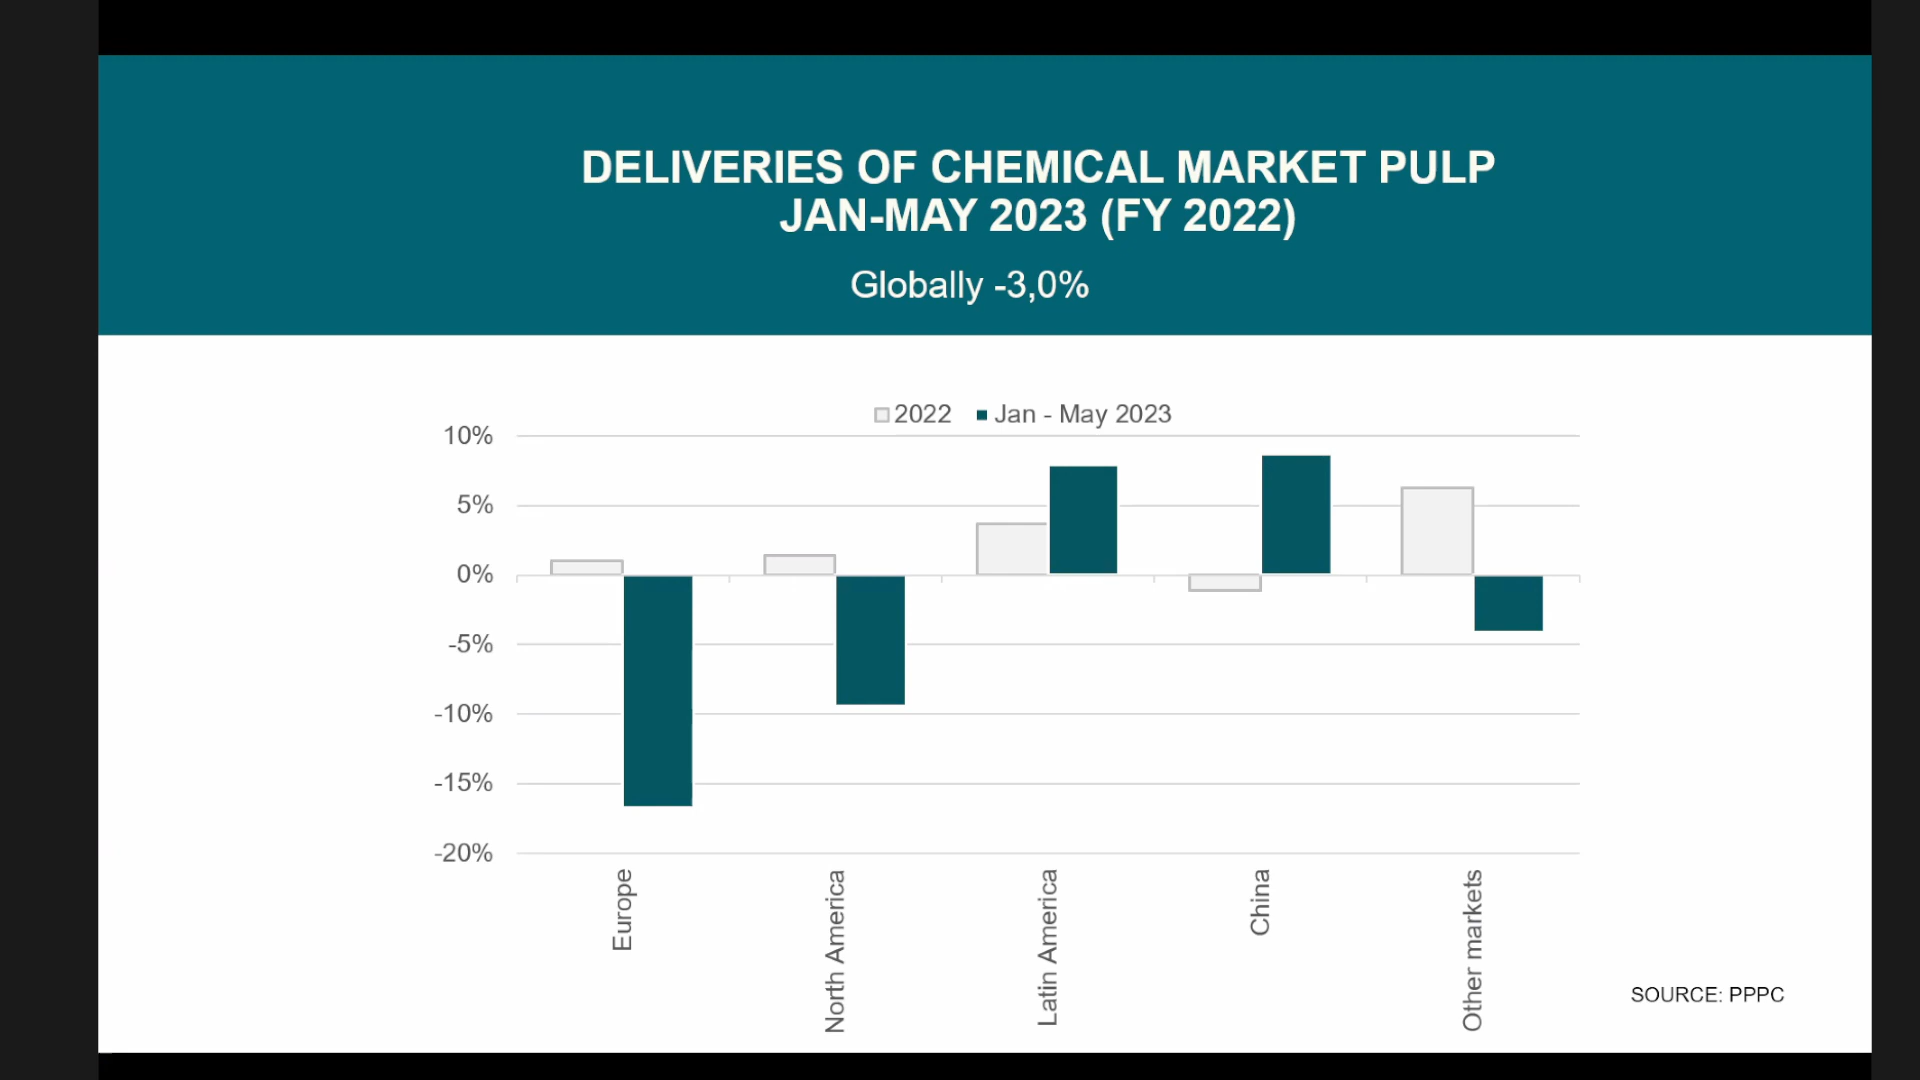 DELIVERIES OF CHEMICAL MARKET PULP
JAN-MAY 2023 (FY 2022)
Globally -3,0%
2022
Jan - May 2023
10%
5%
0%
-5%
-10%
-15%
-20%
Europe
North America
Latin America
China
Other markets
SOURCE: PPPC